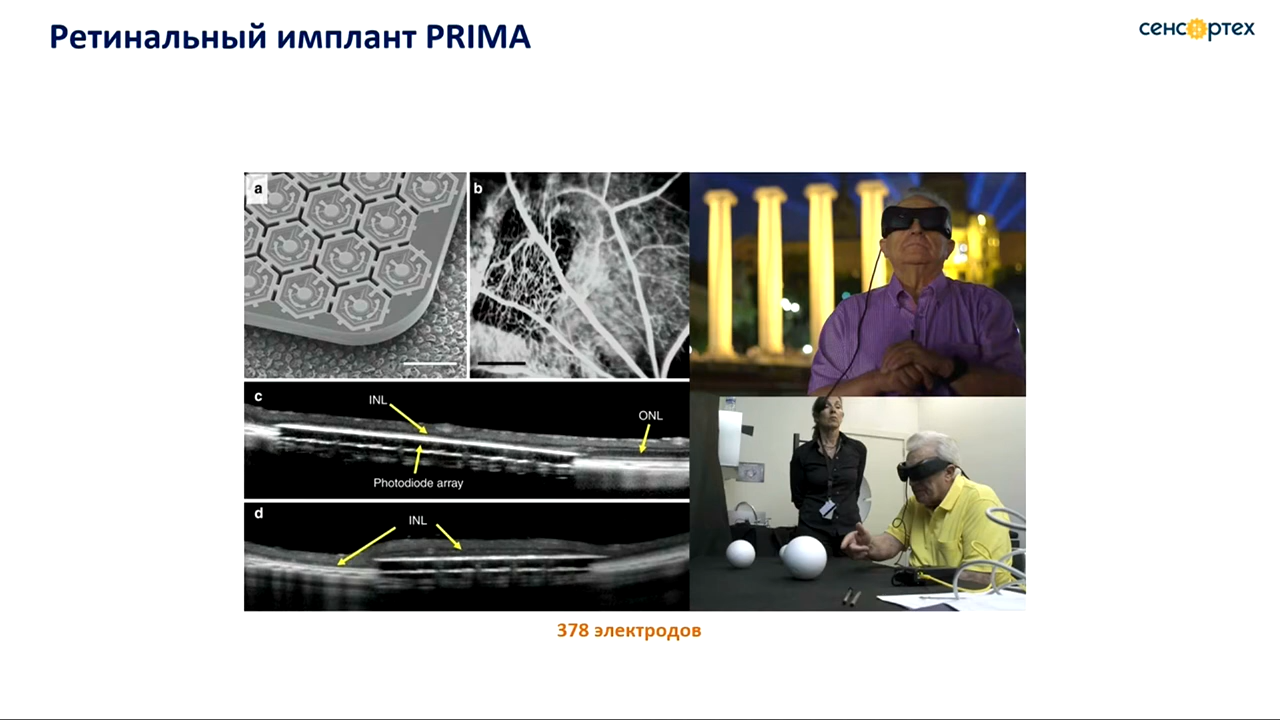 Ретинальный имплант PRIMA
сенсортех
a
b
c
INL
ONL
Photodiode array
d
INL
378 электродов